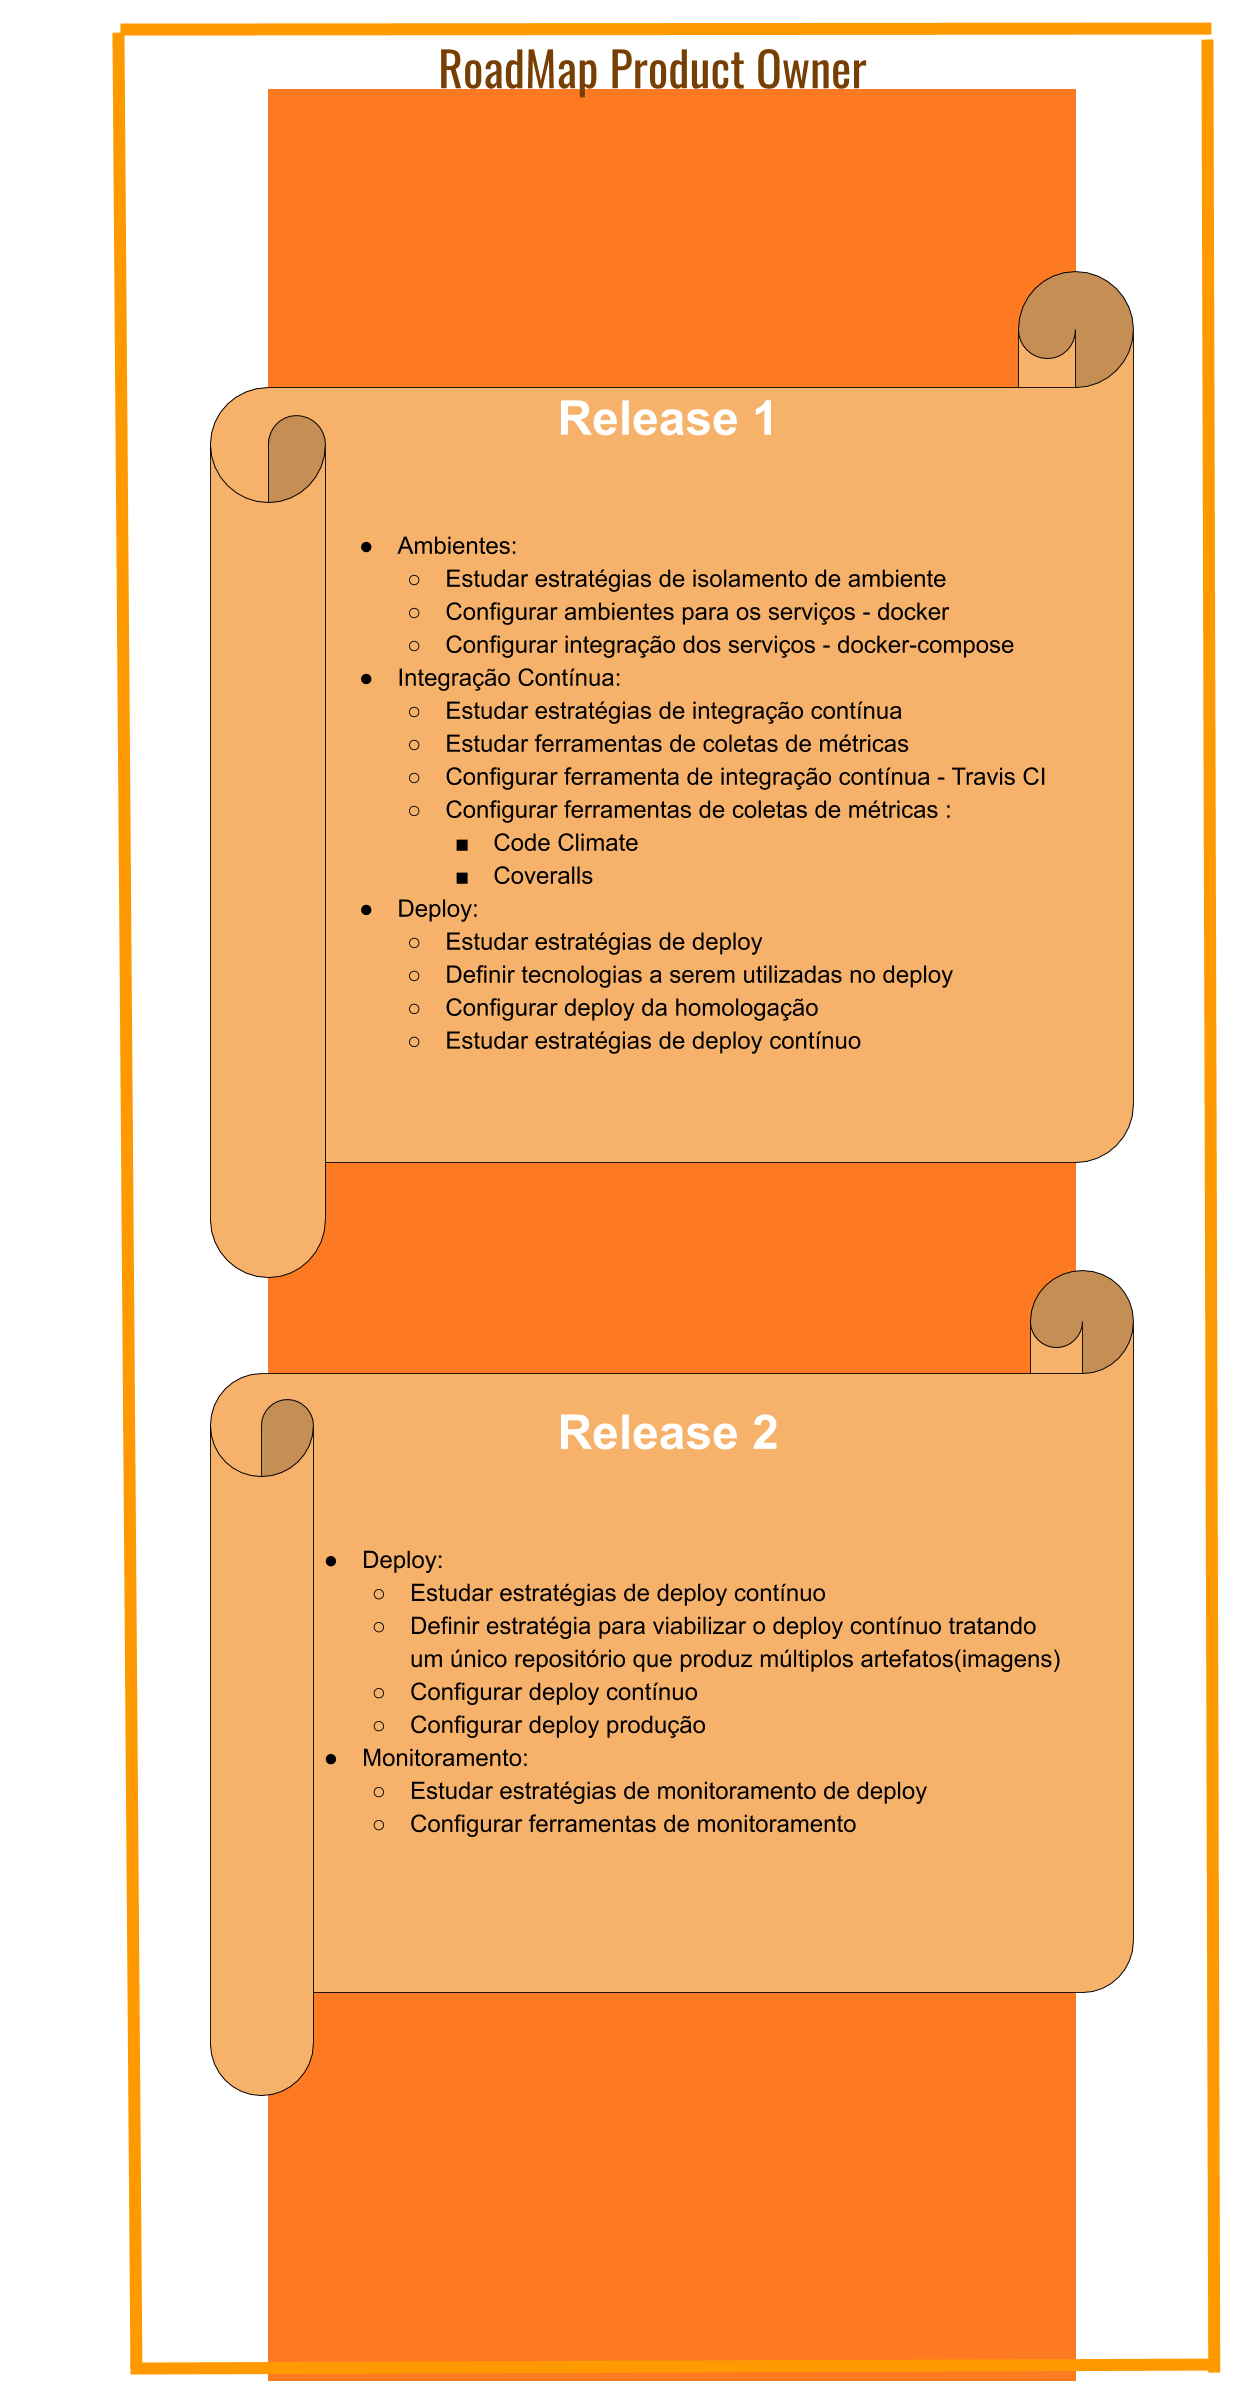 RoadMap Product Owner
Release 1
● Ambientes:
○ Estudar estratégias de isolamento de ambiente
○ Configurar ambientes para os serviços - docker
○ Configurar integração dos serviços - docker-compose
● Integração Contínua:
○ Estudar estratégias de integração contínua
○ Estudar ferramentas de coletas de métricas
○ Configurar ferramenta de integração contínua - Travis CI
○ Configurar ferramentas de coletas de métricas :
■ Code Climate
■ Coveralls
● Deploy:
○ Estudar estratégias de deploy
○ Definir tecnologias a serem utilizadas no deploy
○ Configurar deploy da homologação
○ Estudar estratégias de deploy contínuo
Release 2
● Deploy:
○ Estudar estratégias de deploy contínuo
○ Definir estratégia para viabilizar o deploy contínuo tratando
um único repositório que produz múltiplos artefatos(imagens)
○ Configurar deploy contínuo
○ Configurar deploy produção
● Monitoramento:
○ Estudar estratégias de monitoramento de deploy
○ Configurar ferramentas de monitoramento